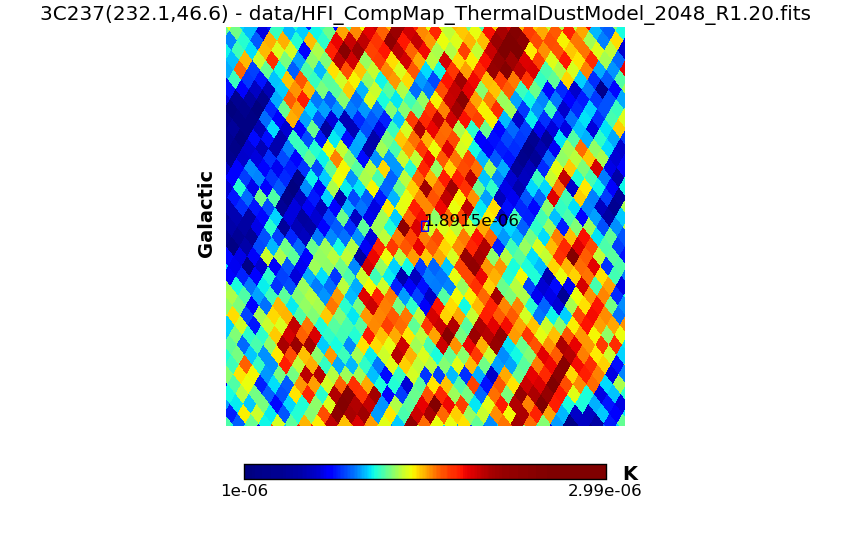 3C237(232.1,46.6) - data/HFI_CompMap_ThermalDustModel_2048_R1.20.fits
Galactic
1.8915e-06
K
1e-06
2.99e-06